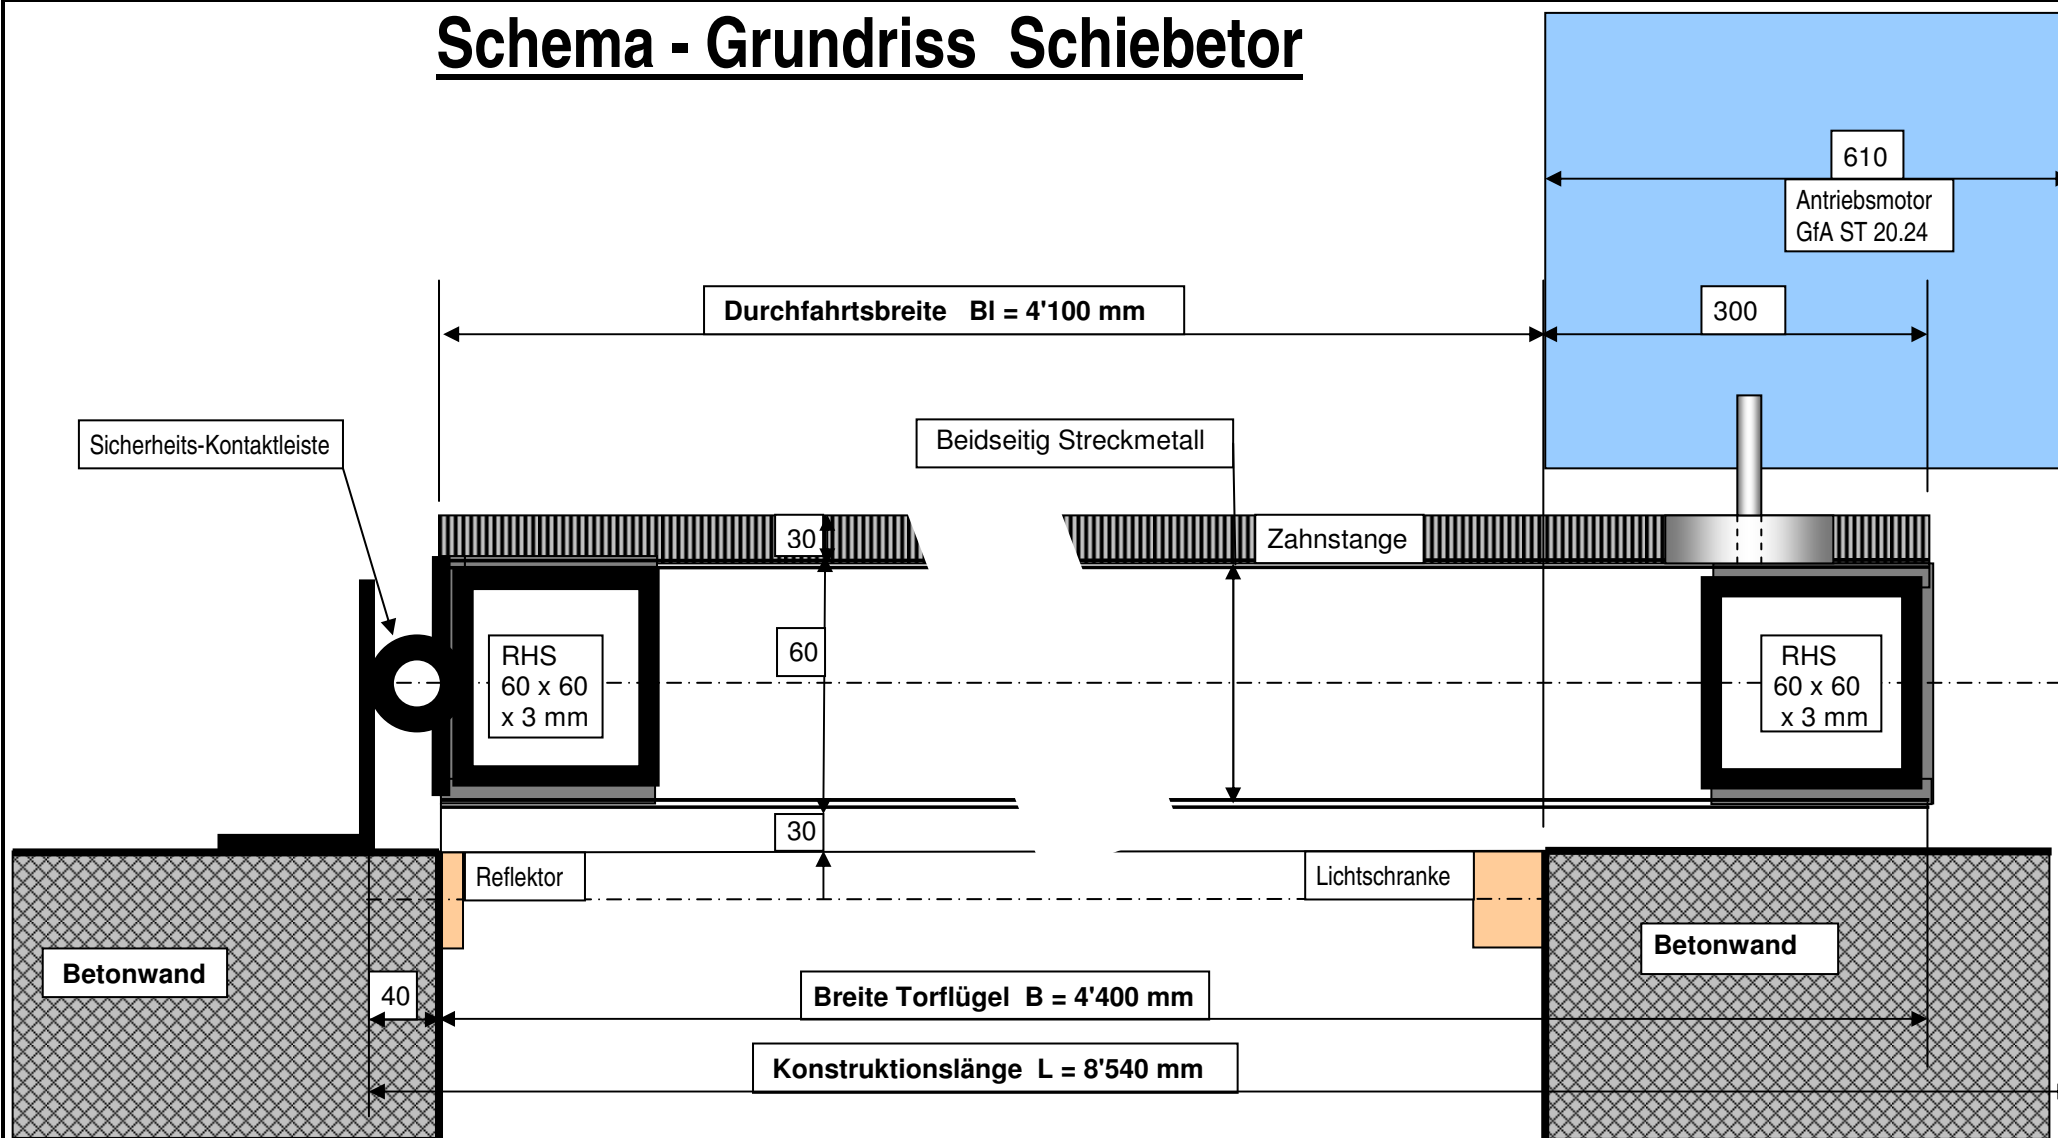 Schema - Grundriss Schiebetor
610
Antriebsmotor
GfA ST 20.24
Durchfahrtsbreite Bl = 4'100 mm
300
Sicherheits-Kontaktleiste
Beidseitig Streckmetall
30
Zahnstange
60
RHS
60 x 60
x 3 mm
RHS
60 x 60
x 3 mm
30
Reflektor
Lichtschranke
Betonwand
Betonwand
40
Breite Torflügel B = 4'400 mm
Konstruktionslänge L = 8'540 mm